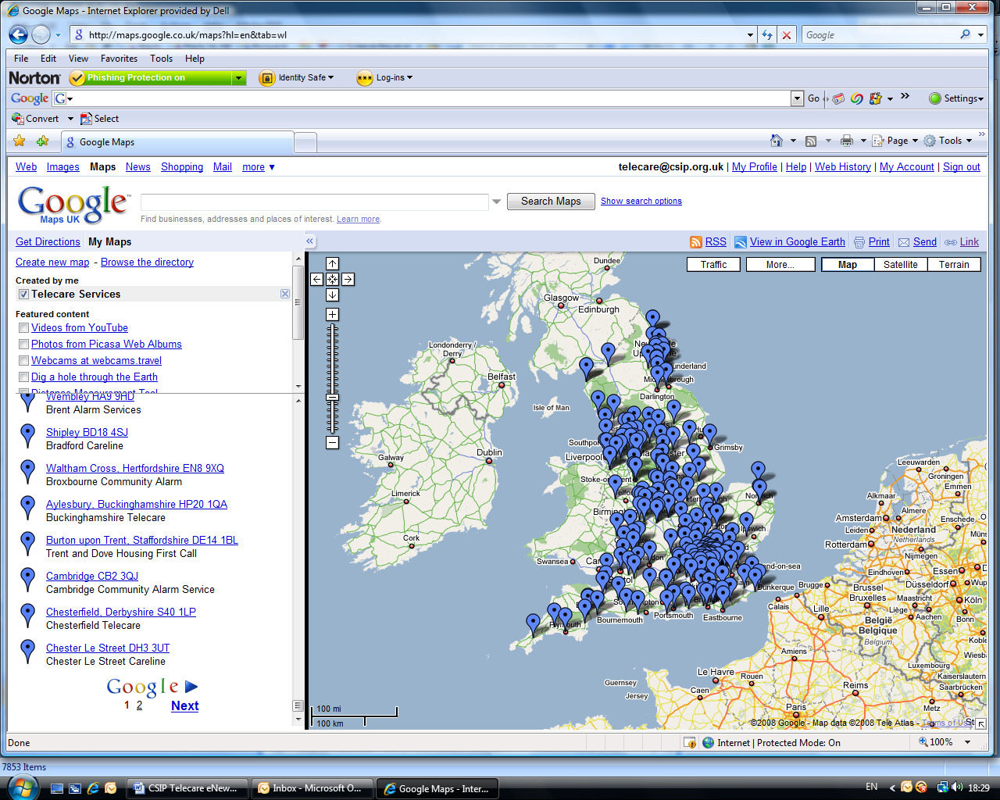 Google Maps - Internet Explorer provided by Dell
http://maps.google.co.uk/maps?hl=en&tab=wl
Google
File Edit View Favorites Tools Help
Norton Phishing Protection on Identity Safe Log-ins
Google G Go Settings
Convert Select
Google Maps
Page Tools
Web Images Maps News Shopping Mail more ▼
telecare@csip.org.uk | My Profile | Help | Web History | My Account | Sign out
Google™
Maps UK
Search Maps
Show search options
Find businesses, addresses and places of interest. Learn more.
Get Directions My Maps
RSS View in Google Earth Print Send Link
Create new map - Browse the directory
Created by me
Telecare Services
Featured content
Videos from YouTube
Photos from Picasa Web Albums
Webcams at webcams.travel
Dig a hole through the Earth
Distance Measurement Tool
Wembley HA9 9HD
Brent Alarm Services
Shipley BD18 4SJ
Bradford Careline
Waltham Cross, Hertfordshire EN8 9XQ
Broxbourne Community Alarm
Aylesbury, Buckinghamshire HP20 1QA
Buckinghamshire Telecare
Burton upon Trent, Staffordshire DE14 1BL
Trent and Dove Housing First Call
Cambridge CB2 3QJ
Cambridge Community Alarm Service
Chesterfield, Derbyshire S40 1LP
Chesterfield Telecare
Chester Le Street DH3 3UT
Chester Le Street Careline
Google
1 2 Next
Traffic More... Map Satellite Terrain
Dundee
Glasgow
Edinburgh
Londonderry /
Derry
Belfast
Darlington
Isle of Man
Southport
Liverpool
Grimsby
Galway
Dublin
Limerick
Cork
Norwich
Swansea
Bournemouth
Portsmouth
Eastbourne
Plymouth
Dunkerque
Calais
Brugge
Lille
Leeuwarden
Groningen
Emmen
Alkmaar
Amsterdam
Almere
Enschede
Leiden
Nederland
Netherlands
Rotterdam
Nijmegen
Eindhoven
Essen
Antwerpen
Düsseldorf
Brussel
Bruxelles
Maastricht
Köln
Liège
Aachen
Bonn
België
Belgique
Belgium
Amiens
Luxembourg
Kaiserslautern
Saarbrücken
Le Havre
Rouen
Caen
Reims
Metz
Paris
Guernsey
Jersey
100 mi
100 km
©2008 Google - Map data ©2008 Tele Atlas - Terms of Use
Done
Internet | Protected Mode: On
100%
7853 Items
CSIP Telecare eNew...
Inbox - Microsoft O...
Google Maps - Inter...
EN
18:29